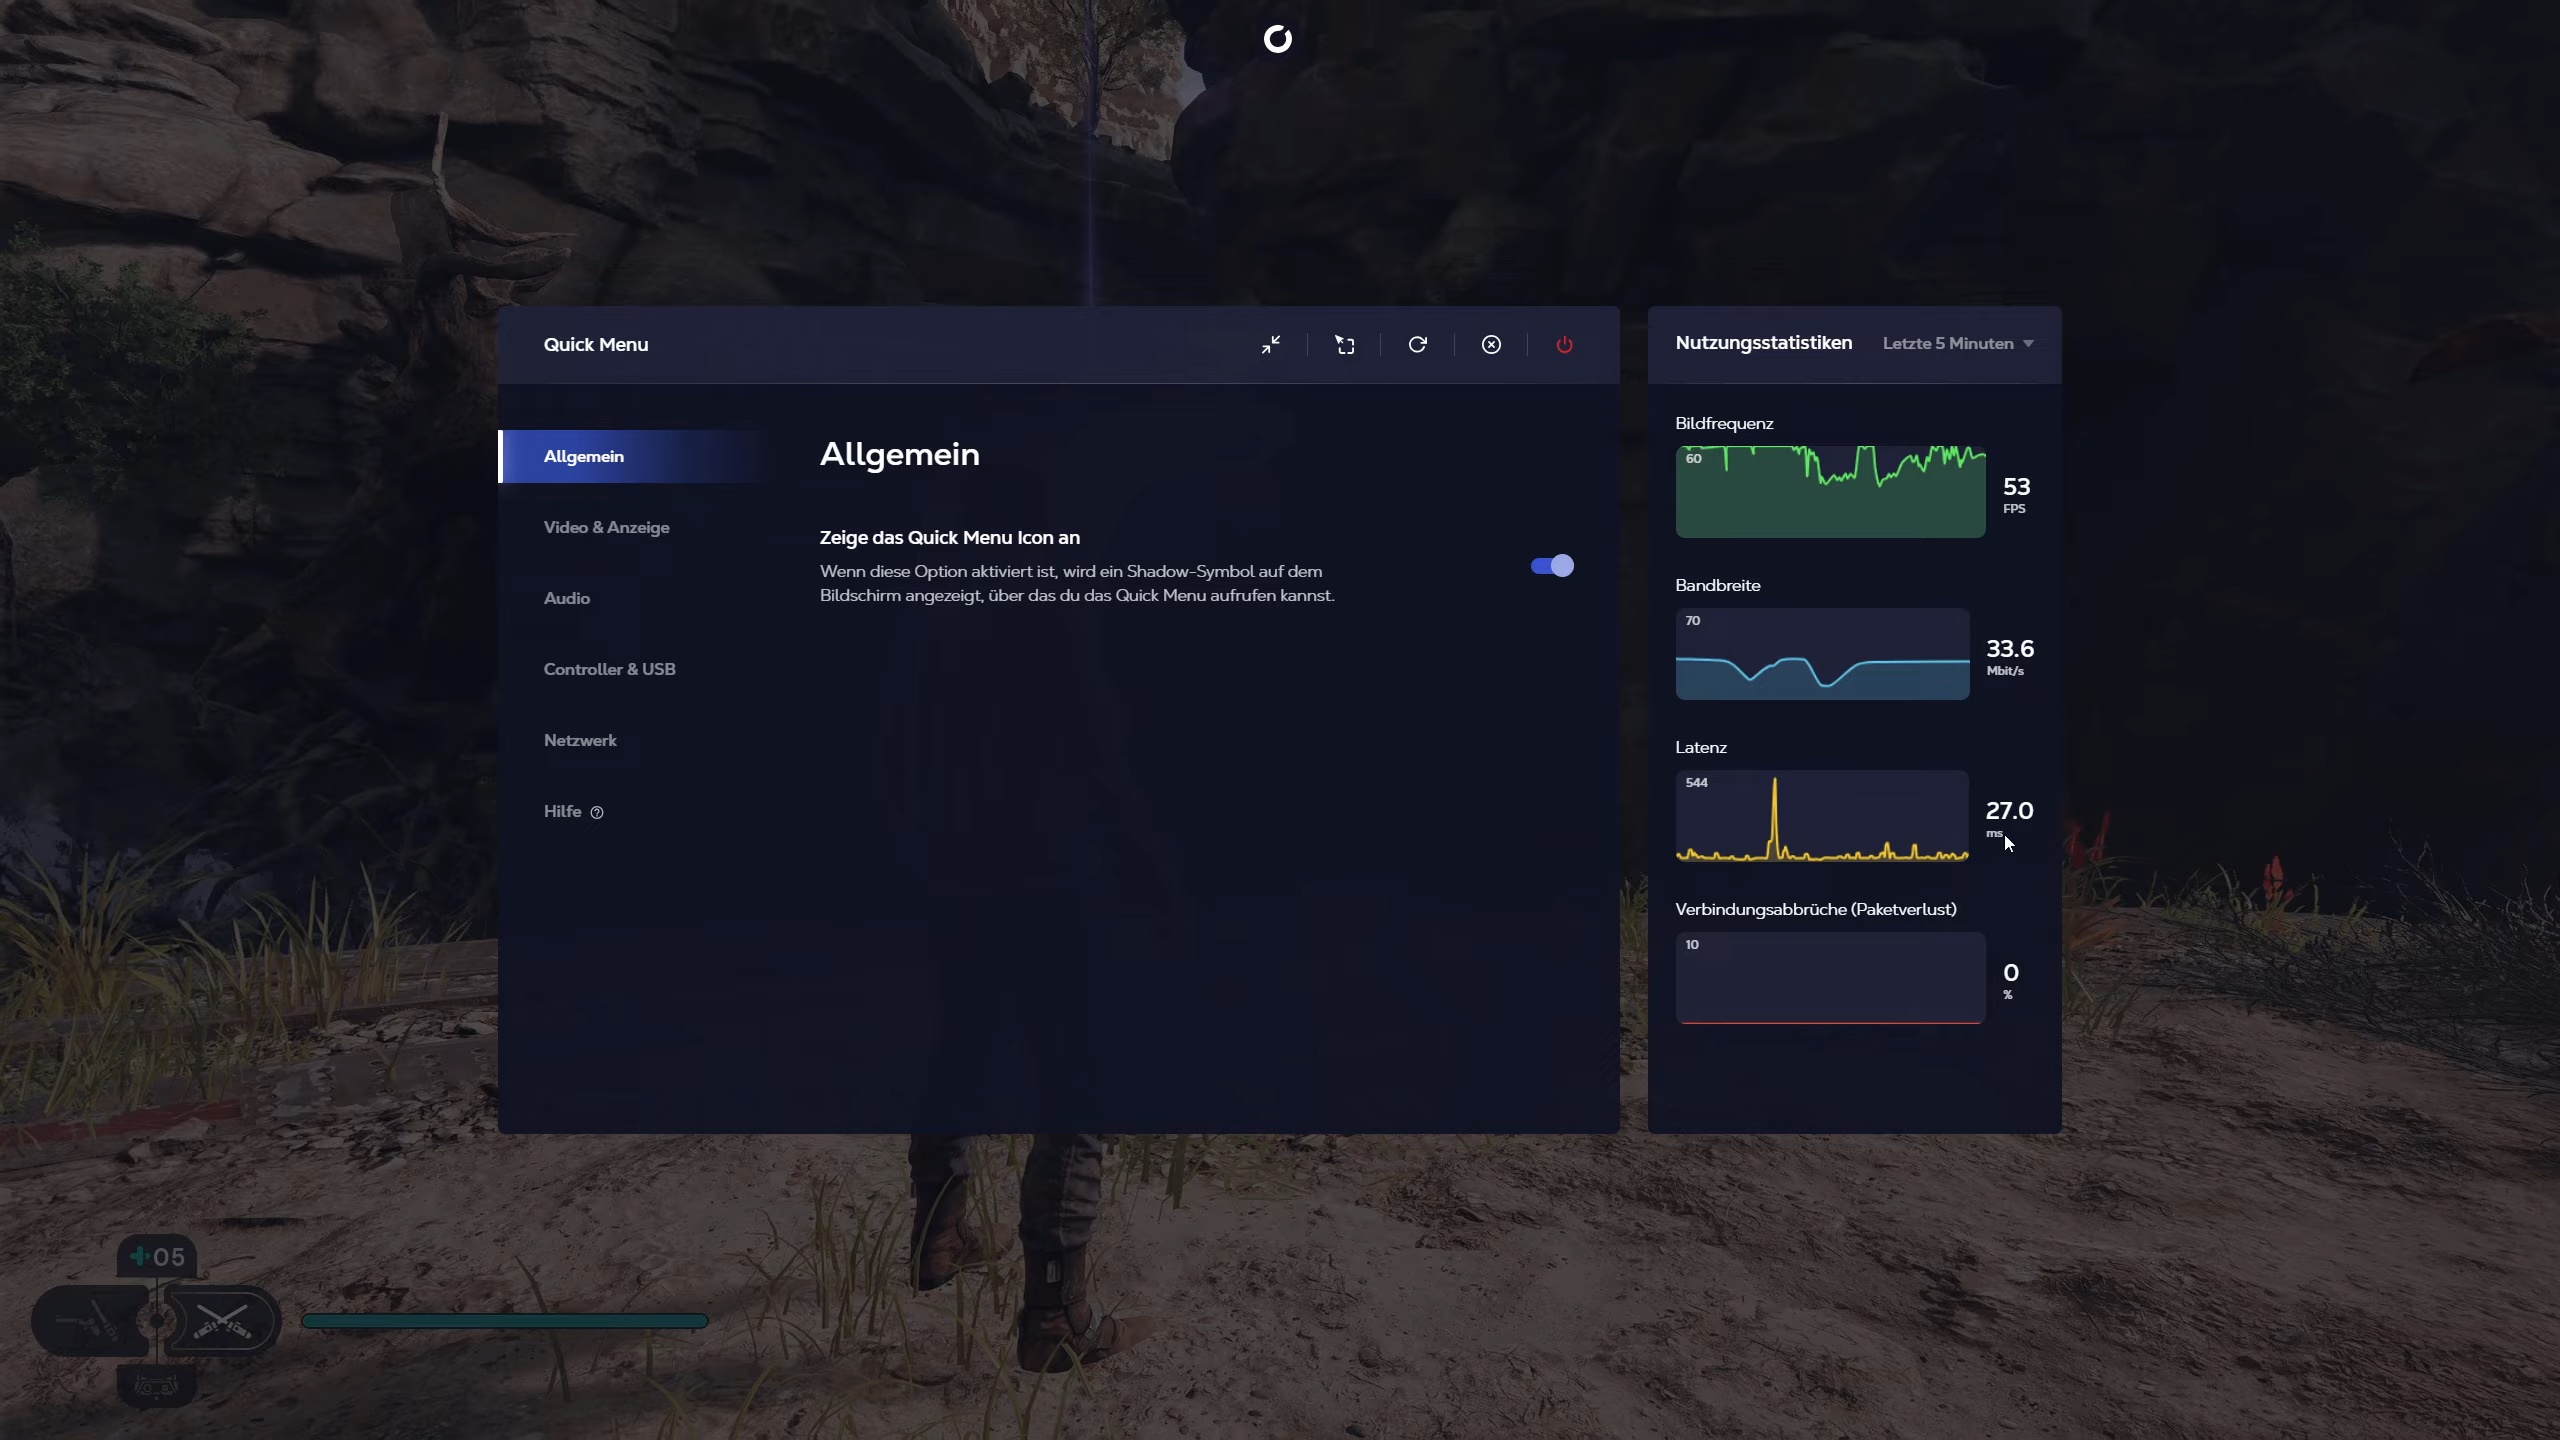 Quick Menu
Allgemein
Video & Anzeige
Audio
Controller & USB
Netzwerk
Hilfe
Allgemein
Zeige das Quick Menu Icon an
Wenn diese Option aktiviert ist, wird ein Shadow-Symbol auf dem
Bildschirm angezeigt, über das du das Quick Menu aufrufen kannst.
Nutzungsstatistiken Letzte 5 Minuten
Bildfrequenz
60
53
FPS
Bandbreite
70
33.6
Mbit/s
Latenz
544
27.0
ms
Verbindungsabbrüche (Paketverlust)
10
0
%
05